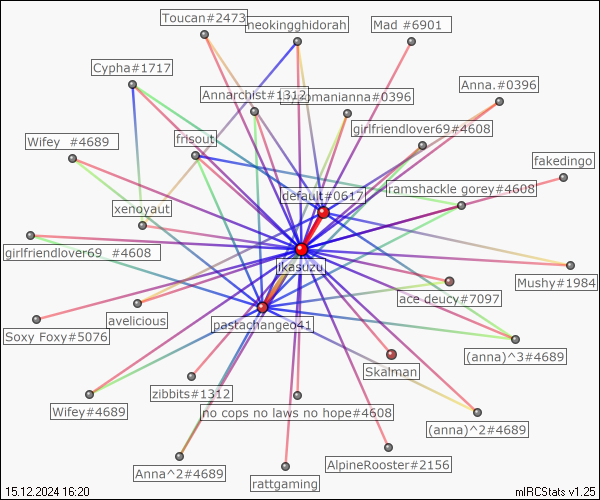 Toucan#2473
neokingghidorah
Mad #6901
Cypha#1717
Anna.#0396
Annarchist#1312
omanianna#0396
girlfriendlover69#4608
Wifey #4689
frisout
fakedingo
default#0617
ramshackle gorey#4608
xenoyaut
girlfriendlover69 #4608
ikasuzu
Mushy#1984
ace deucy#7097
avelicious
pastachangeo41
Soxy Foxy#5076
(anna)^3#4689
Skalman
zibbits#1312
Wifey#4689
no cops no laws no hope#4608
(anna)^2#4689
Anna^2#4689
AlpineRooster#2156
rattgaming
15.12.2024 16:20
mIRCStats v1.25